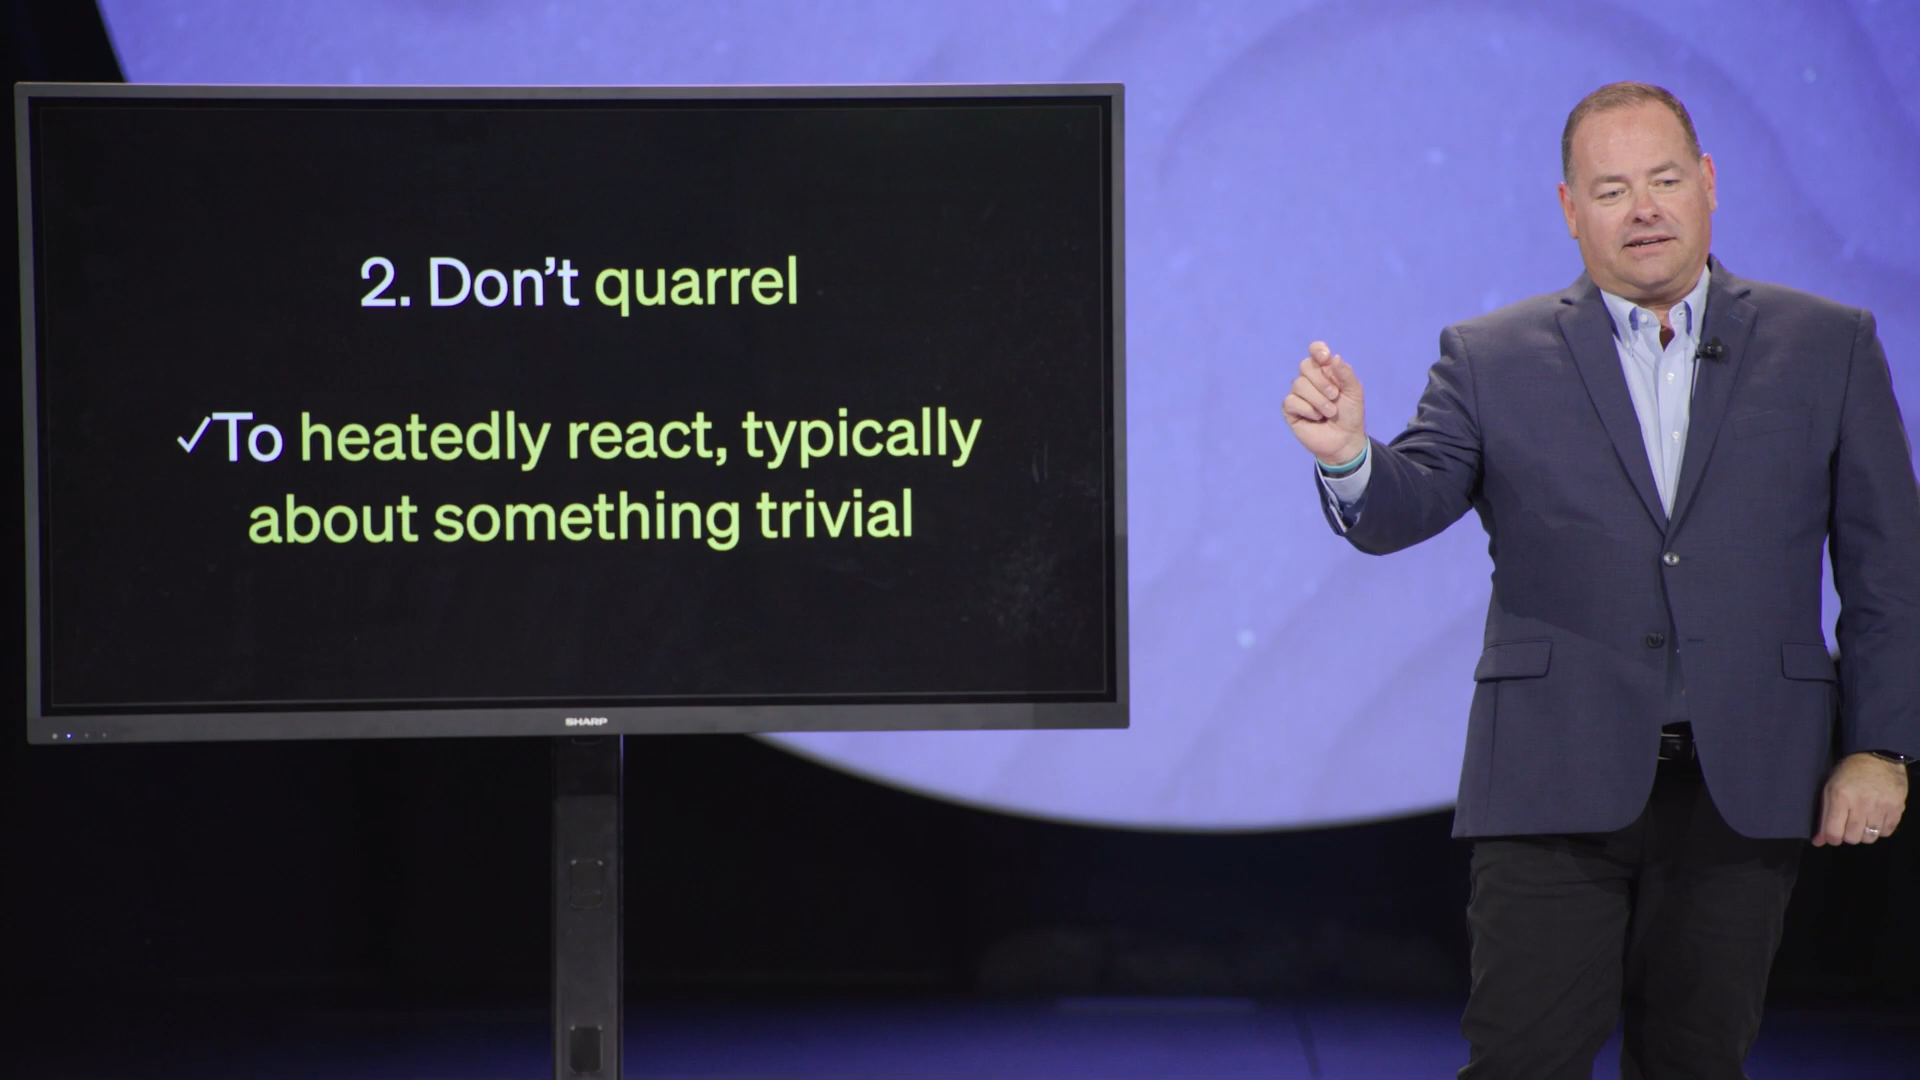 2. Don’t quarrel
✓To heatedly react, typically
about something trivial
SHARP